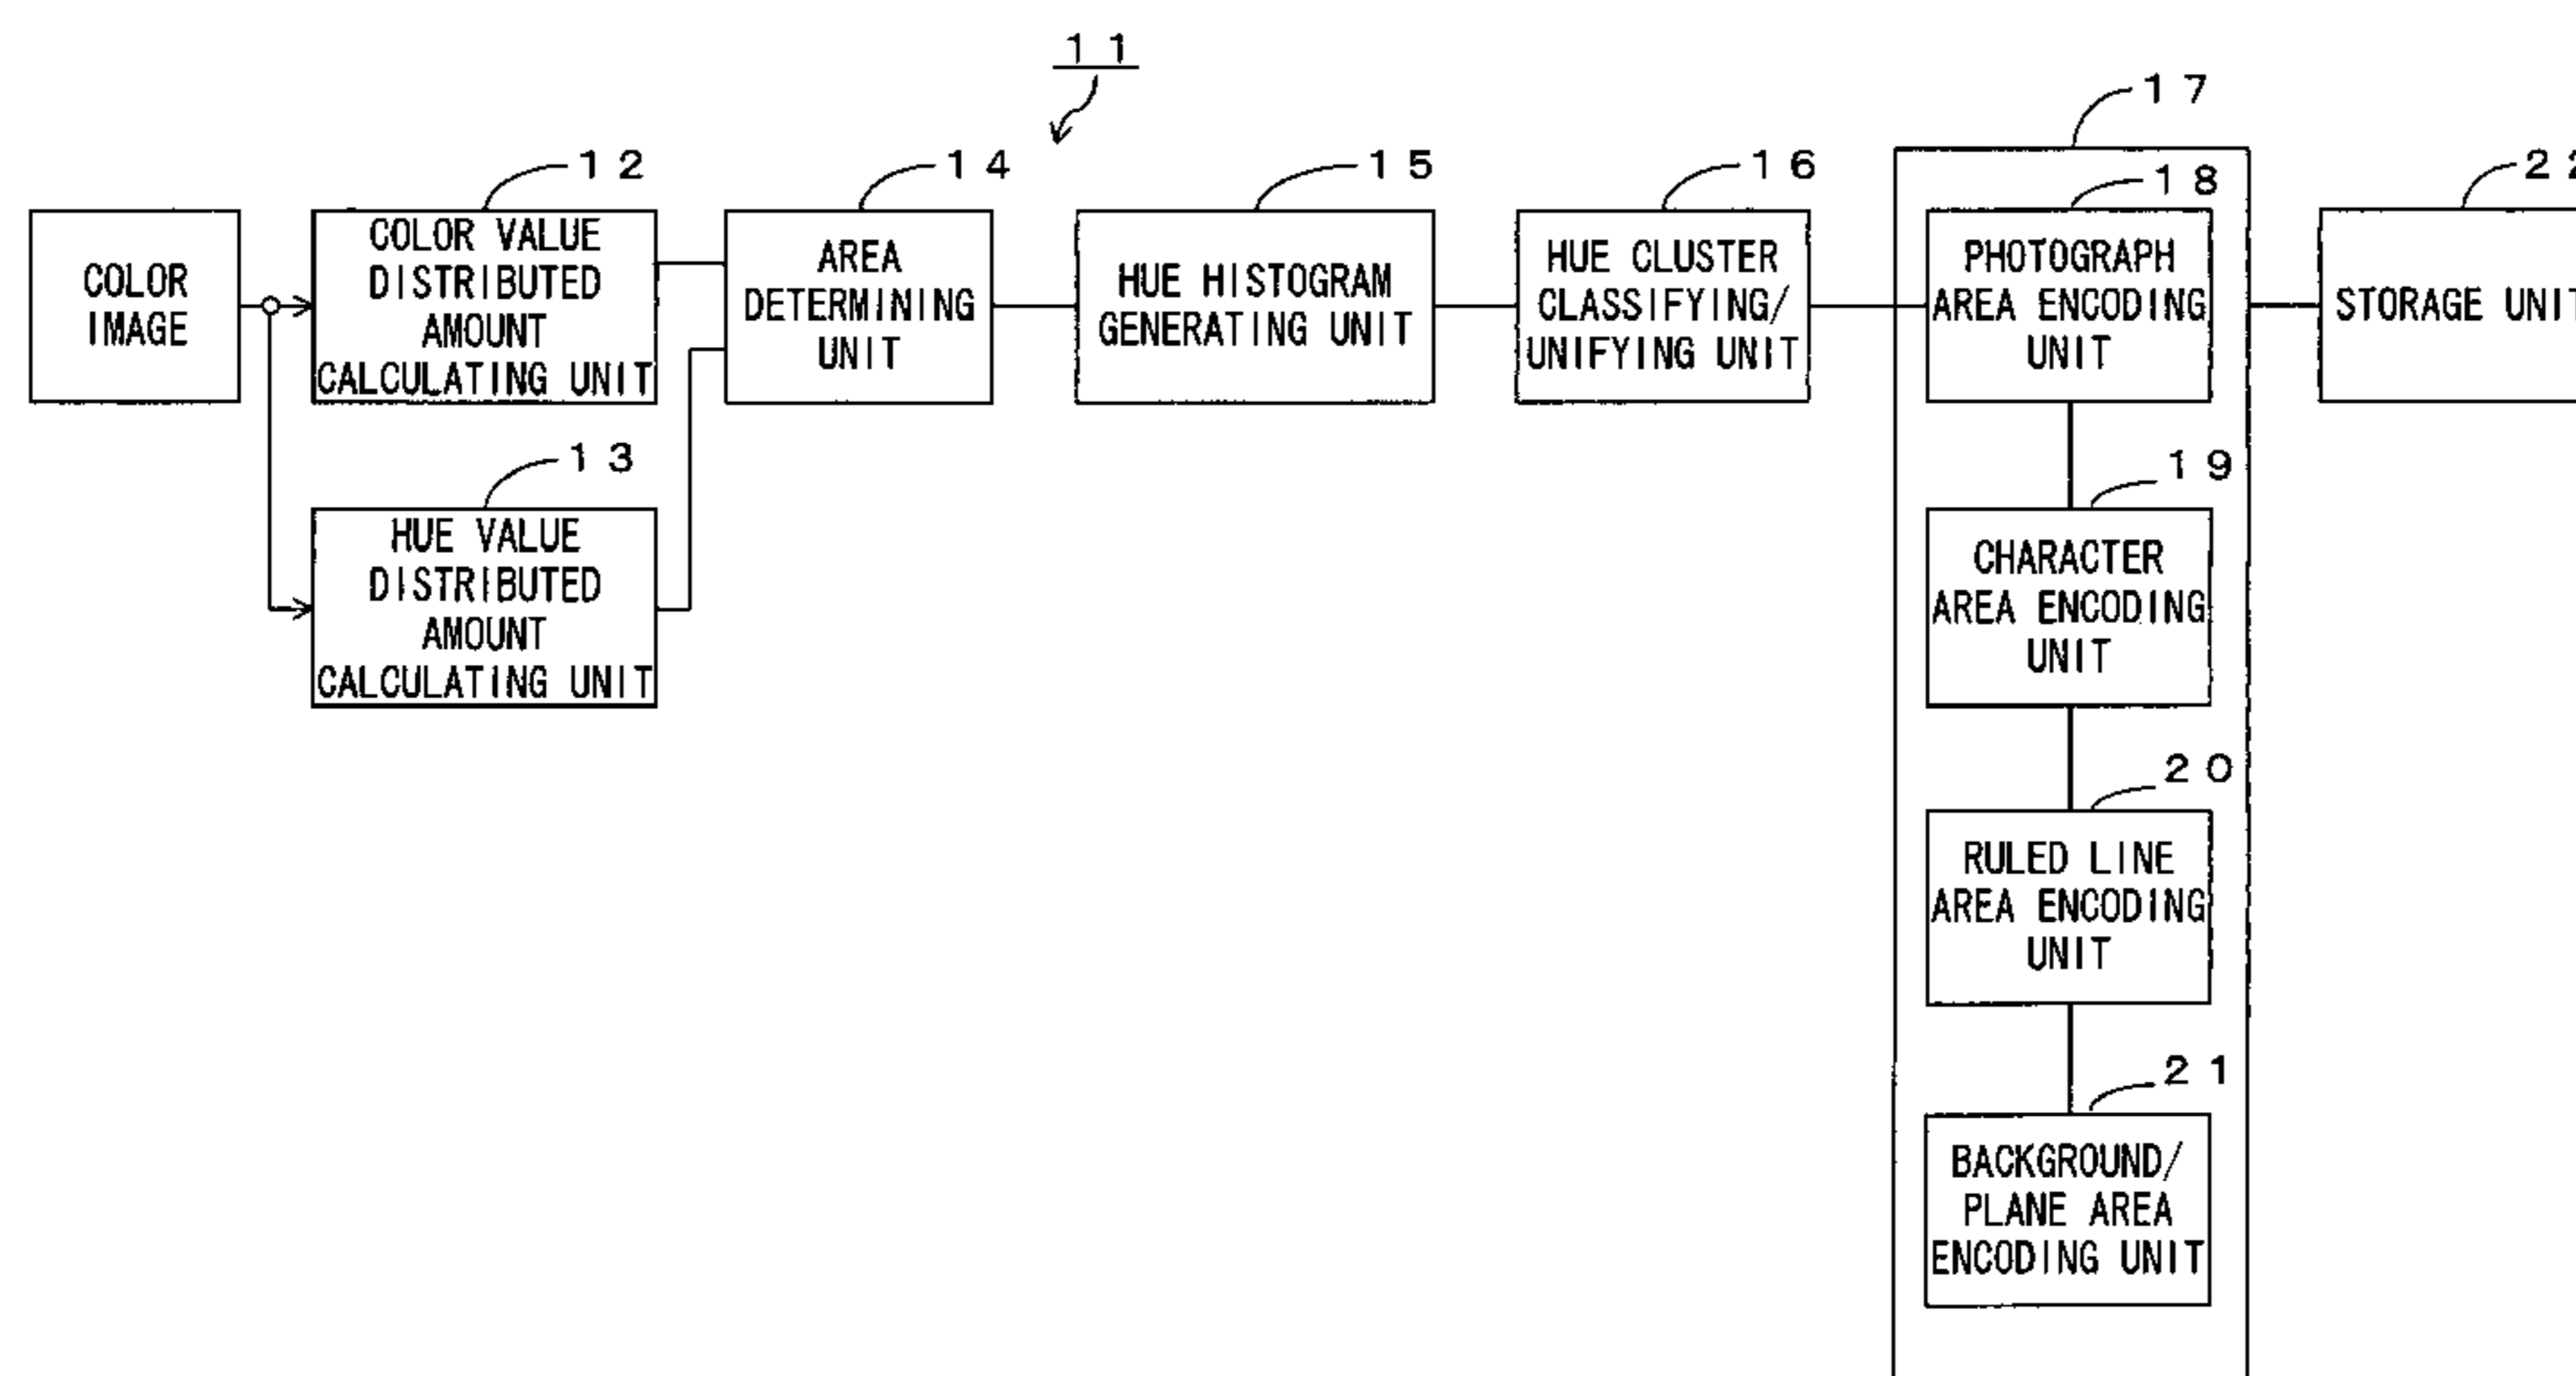 11
17
12
14
15
16
18
22
COLOR
IMAGE
COLOR VALUE
DISTRIBUTED
AMOUNT
CALCULATING UNIT
AREA
DETERMINING
UNIT
HUE HISTOGRAM
GENERATING UNIT
HUE CLUSTER
CLASSIFYING/
UNIFYING UNIT
PHOTOGRAPH
AREA ENCODING
UNIT
STORAGE UNIT
13
HUE VALUE
DISTRIBUTED
AMOUNT
CALCULATING UNIT
19
CHARACTER
AREA ENCODING
UNIT
20
RULED LINE
AREA ENCODING
UNIT
21
BACKGROUND/
PLANE AREA
ENCODING UNIT